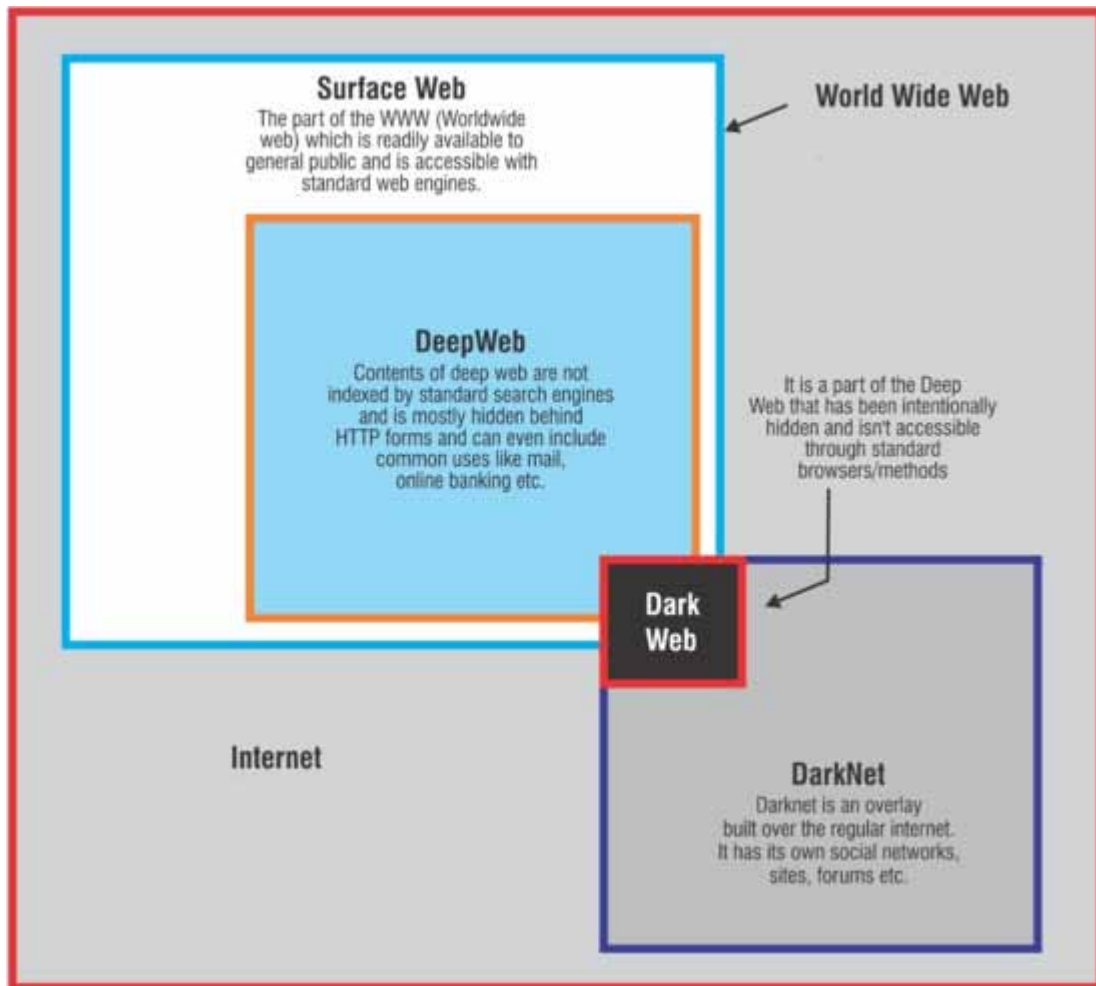 Surface Web
The part of the WWW (Worldwide
web) which is readily available to
general public and is accessible with
standard web engines.
World Wide Web
DeepWeb
Contents of deep web are not
indexed by standard search engines
and is mostly hidden behind
HTTP forms and can even include
common uses like mail,
online banking etc.
It is a part of the Deep
Web that has been intentionally
hidden and isn't accessible
through standard
browsers/methods
Dark
Web
Internet
DarkNet
Darknet is an overlay
built over the regular internet.
It has its own social networks,
sites, forums etc.